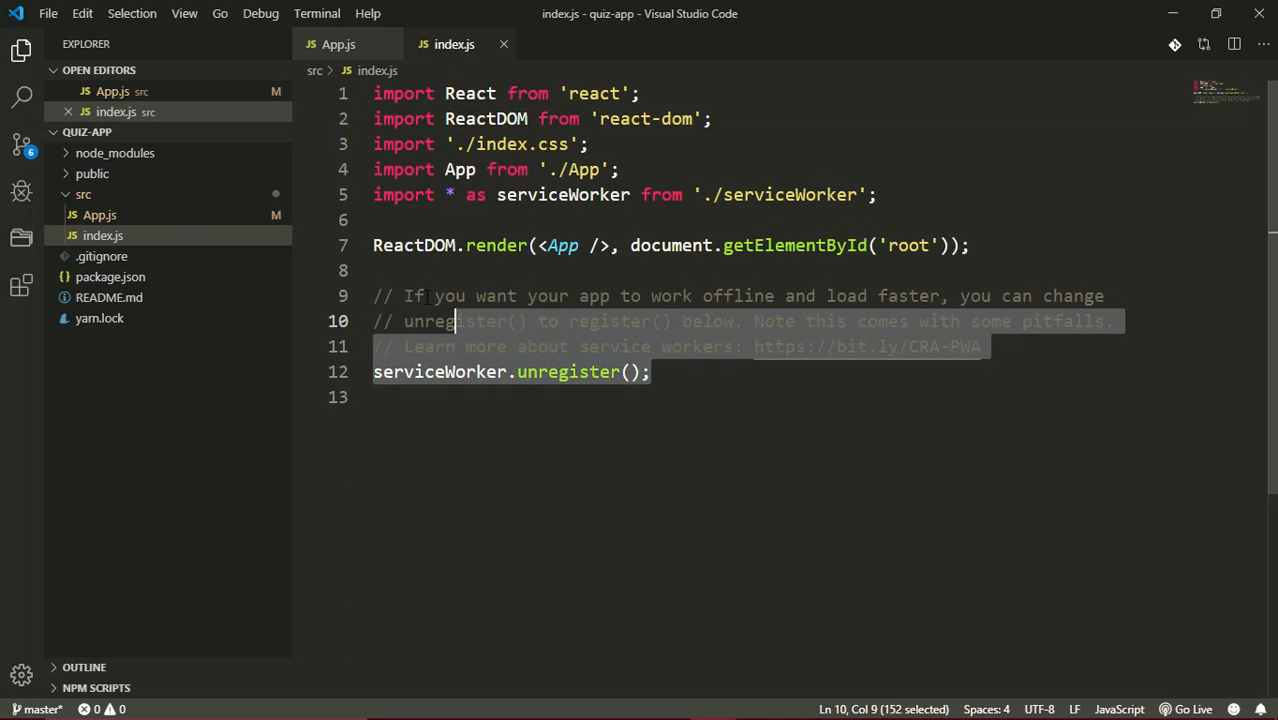 File Edit Selection View Go Debug Terminal Help
index.js - quiz-app - Visual Studio Code
EXPLORER
OPEN EDITORS
App.js src M
index.js src
QUIZ-APP
node_modules
public
src
App.js M
index.js
.gitignore
package.json
README.md
yarn.lock
OUTLINE
NPM SCRIPTS
6
App.js
index.js
src > index.js
1 import React from 'react';
2 import ReactDOM from 'react-dom';
3 import './index.css';
4 import App from './App';
5 import * as serviceWorker from './serviceWorker';
6
7 ReactDOM.render(<App />, document.getElementById('root'));
8
9 // If you want your app to work offline and load faster, you can change
10 // unregister() to register() below. Note this comes with some pitfalls.
11 // Learn more about service workers: https://bit.ly/CRA-PWA
12 serviceWorker.unregister();
13
master* 0 0 Ln 10, Col 9 (152 selected) Spaces: 4 UTF-8 LF JavaScript Go Live